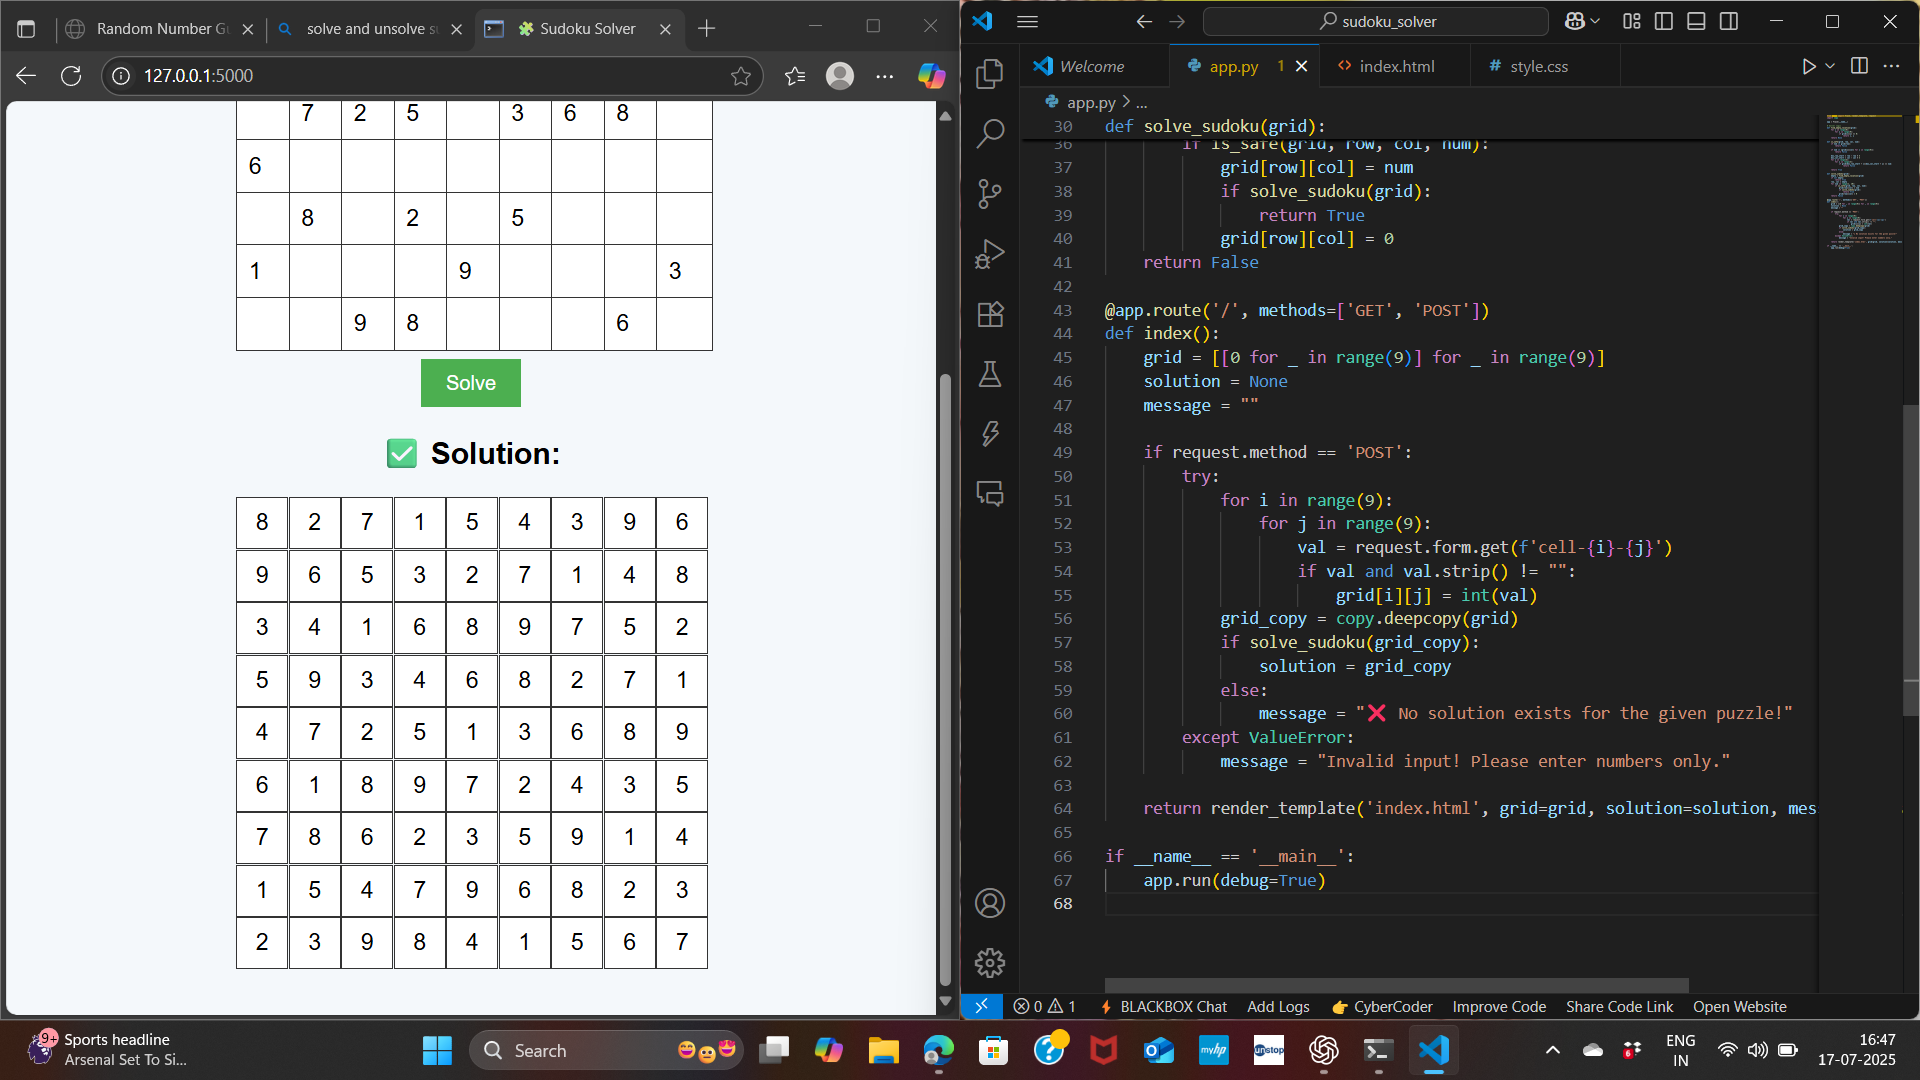 Random Number Gu
solve and unsolve su
🧩 Sudoku Solver
127.0.0.1:5000
7 2 5 3 6 8
6
8 2 5
1 9 3
9 8 6
Solve
✅ Solution:
8 2 7 1 5 4 3 9 6
9 6 5 3 2 7 1 4 8
3 4 1 6 8 9 7 5 2
5 9 3 4 6 8 2 7 1
4 7 2 5 1 3 6 8 9
6 1 8 9 7 2 4 3 5
7 8 6 2 3 5 9 1 4
1 5 4 7 9 6 8 2 3
2 3 9 8 4 1 5 6 7
sudoku_solver
Welcome
app.py 1
index.html
style.css
app.py > ...
30 def solve_sudoku(grid):
36 if is_safe(grid, row, col, num):
37 grid[row][col] = num
38 if solve_sudoku(grid):
39 return True
40 grid[row][col] = 0
41 return False
42
43 @app.route('/', methods=['GET', 'POST'])
44 def index():
45 grid = [[0 for _ in range(9)] for _ in range(9)]
46 solution = None
47 message = ""
48
49 if request.method == 'POST':
50 try:
51 for i in range(9):
52 for j in range(9):
53 val = request.form.get(f'cell-{i}-{j}')
54 if val and val.strip() != "":
55 grid[i][j] = int(val)
56 grid_copy = copy.deepcopy(grid)
57 if solve_sudoku(grid_copy):
58 solution = grid_copy
59 else:
60 message = "❌ No solution exists for the given puzzle!"
61 except ValueError:
62 message = "Invalid input! Please enter numbers only."
63
64 return render_template('index.html', grid=grid, solution=solution, mes
65
66 if __name__ == '__main__':
67 app.run(debug=True)
68
0 1 BLACKBOX Chat Add Logs 👉 CyberCoder Improve Code Share Code Link Open Website
9+
Sports headline
Arsenal Set To Si...
Search
myhp
unstop
6
ENG
IN
16:47
17-07-2025